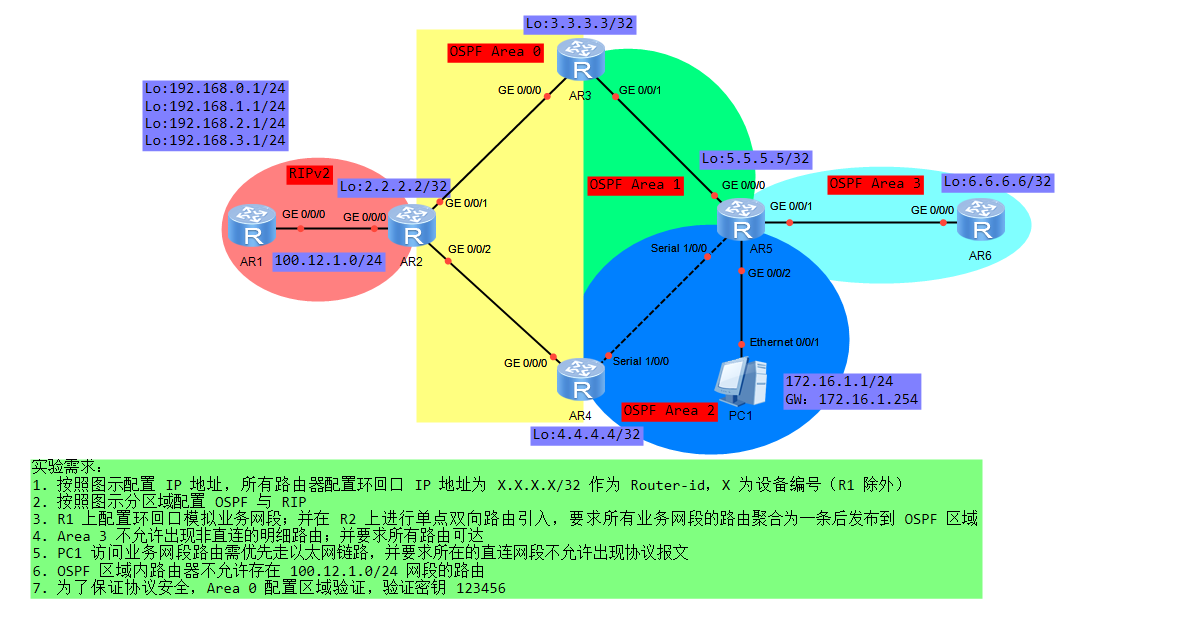 Lo:3.3.3.3/32
OSPF Area 0
R
AR3
GE 0/0/0
GE 0/0/1
Lo:192.168.0.1/24
Lo:192.168.1.1/24
Lo:192.168.2.1/24
Lo:192.168.3.1/24
RIPv2
Lo:2.2.2.2/32
GE 0/0/1
GE 0/0/0
GE 0/0/0
R
R
AR1
100.12.1.0/24
AR2
GE 0/0/2
OSPF Area 1
Lo:5.5.5.5/32
GE 0/0/0
OSPF Area 3
Lo:6.6.6.6/32
GE 0/0/1
GE 0/0/0
R
R
AR5
AR6
Serial 1/0/0
GE 0/0/2
GE 0/0/0
Serial 1/0/0
Ethernet 0/0/1
R
AR4
OSPF Area 2
PC1
172.16.1.1/24
GW：172.16.1.254
Lo:4.4.4.4/32
实验需求：
1. 按照图示配置 IP 地址，所有路由器配置环回口 IP 地址为 X.X.X.X/32 作为 Router-id，X 为设备编号（R1 除外）
2. 按照图示分区域配置 OSPF 与 RIP
3. R1 上配置环回口模拟业务网段；并在 R2 上进行单点双向路由引入，要求所有业务网段的路由聚合为一条后发布到 OSPF 区域
4. Area 3 不允许出现非直连的明细路由；并要求所有路由可达
5. PC1 访问业务网段路由需优先走以太网链路，并要求所在的直连网段不允许出现协议报文
6. OSPF 区域内路由器不允许存在 100.12.1.0/24 网段的路由
7. 为了保证协议安全，Area 0 配置区域验证，验证密钥 123456